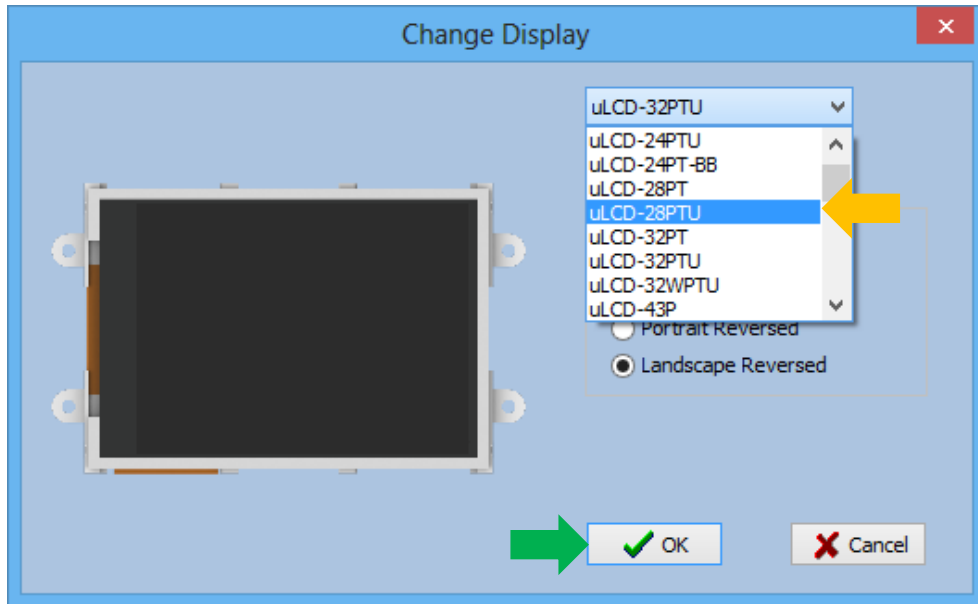 Change Display
uLCD-32PTU
uLCD-24PTU
uLCD-24PT-BB
uLCD-28PT
uLCD-28PTU
uLCD-32PT
uLCD-32PTU
uLCD-32WPTU
uLCD-43P
Portrait Reversed
Landscape Reversed
OK
Cancel